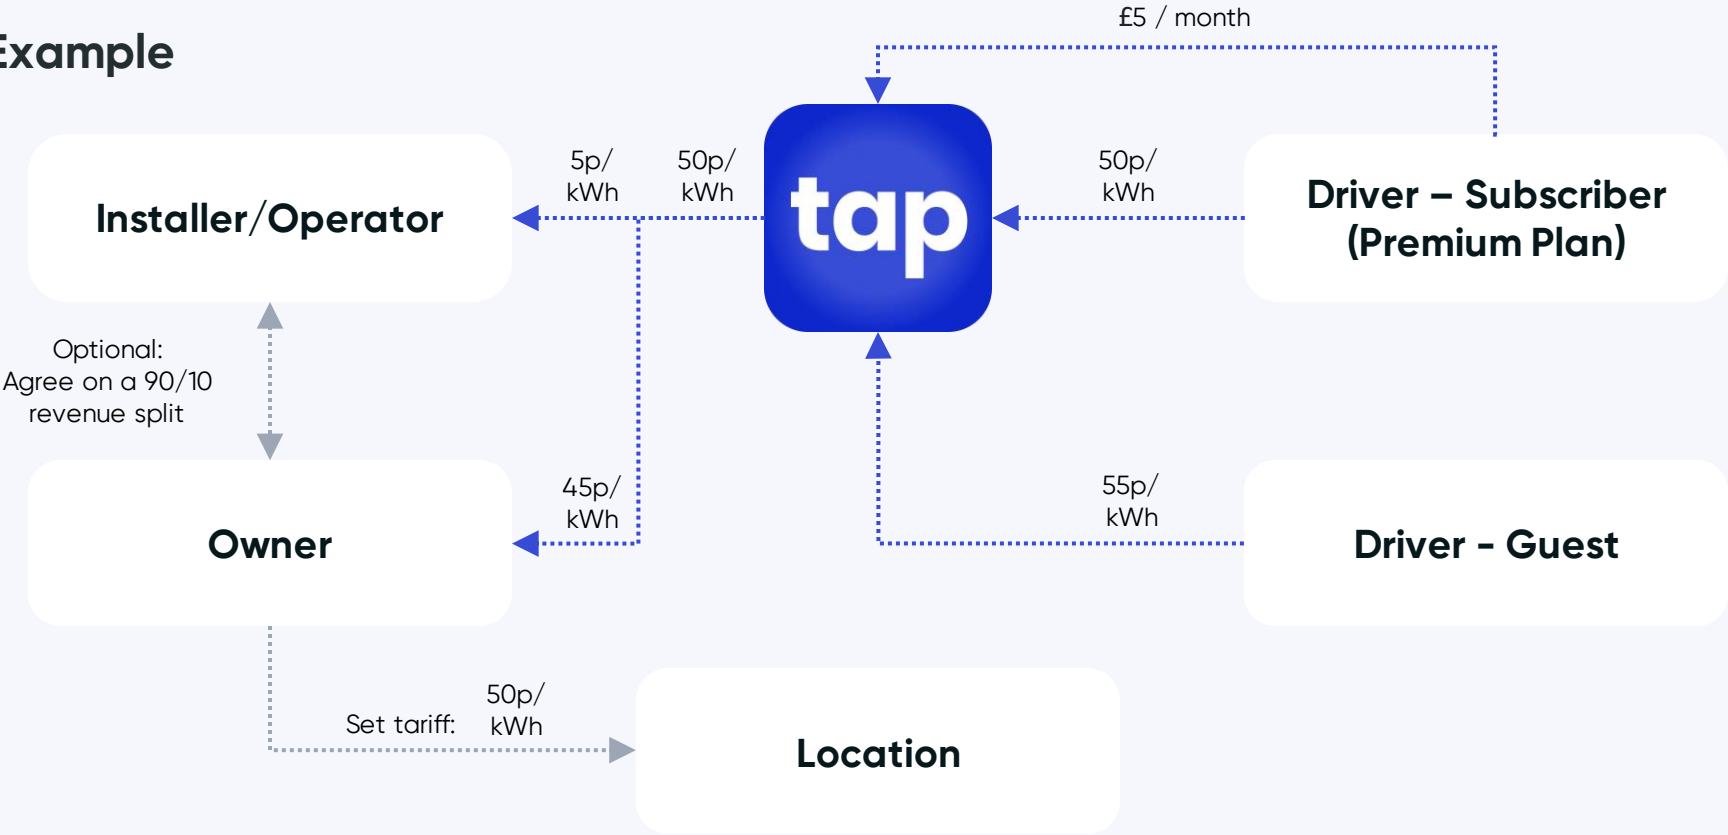 Example
£5 / month
Installer/Operator
5p/
kWh
50p/
kWh
tap
50p/
kWh
Driver – Subscriber
(Premium Plan)
Optional:
Agree on a 90/10
revenue split
Owner
45p/
kWh
55p/
kWh
Driver - Guest
Set tariff:
50p/
kWh
Location